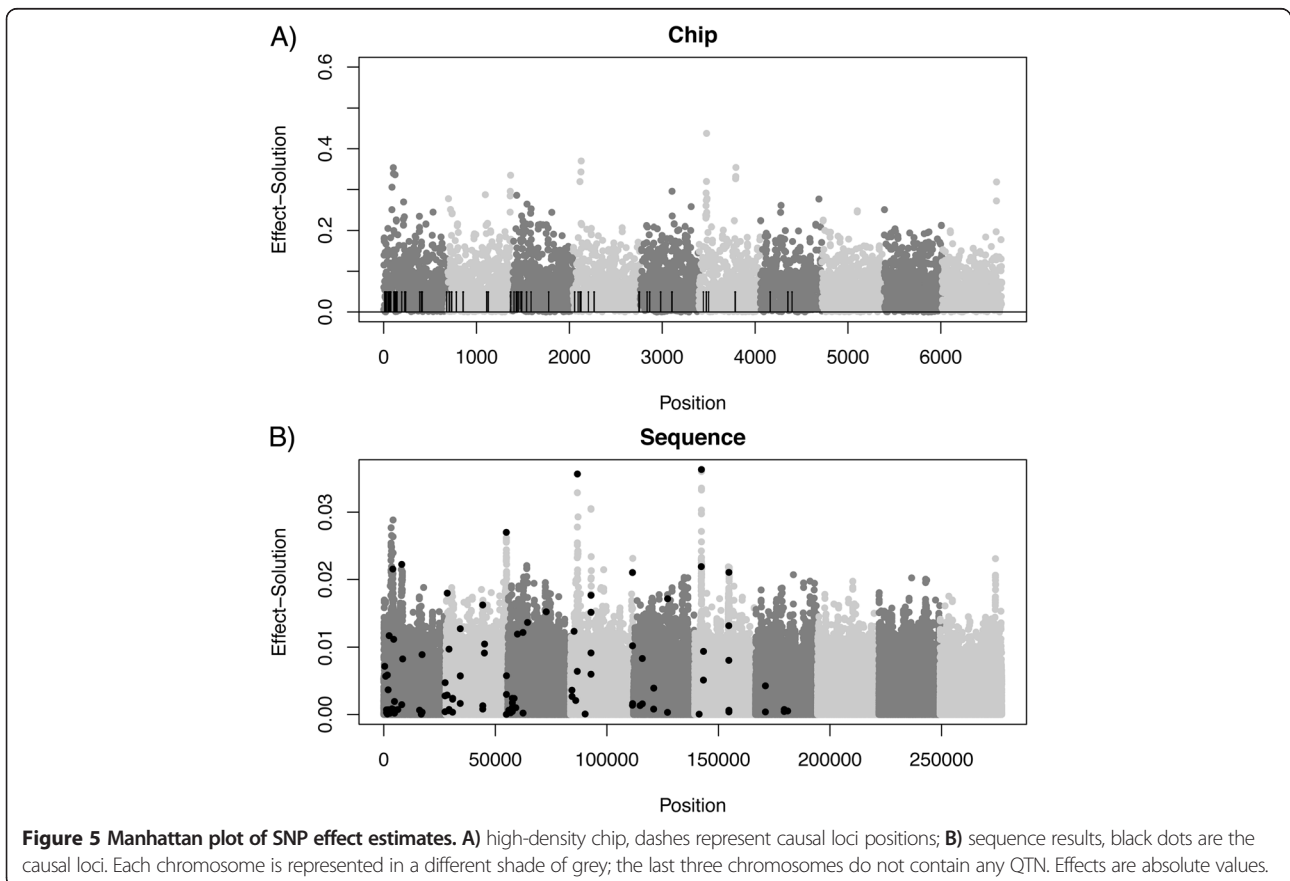 A)
Chip
Effect−Solution
0.6
0.4
0.2
0.0
0 1000 2000 3000 4000 5000 6000
Position
B)
Sequence
Effect−Solution
0.03
0.02
0.01
0.00
0 50000 100000 150000 200000 250000
Position
Figure 5 Manhattan plot of SNP effect estimates. A) high-density chip, dashes represent causal loci positions; B) sequence results, black dots are the
causal loci. Each chromosome is represented in a different shade of grey; the last three chromosomes do not contain any QTN. Effects are absolute values.